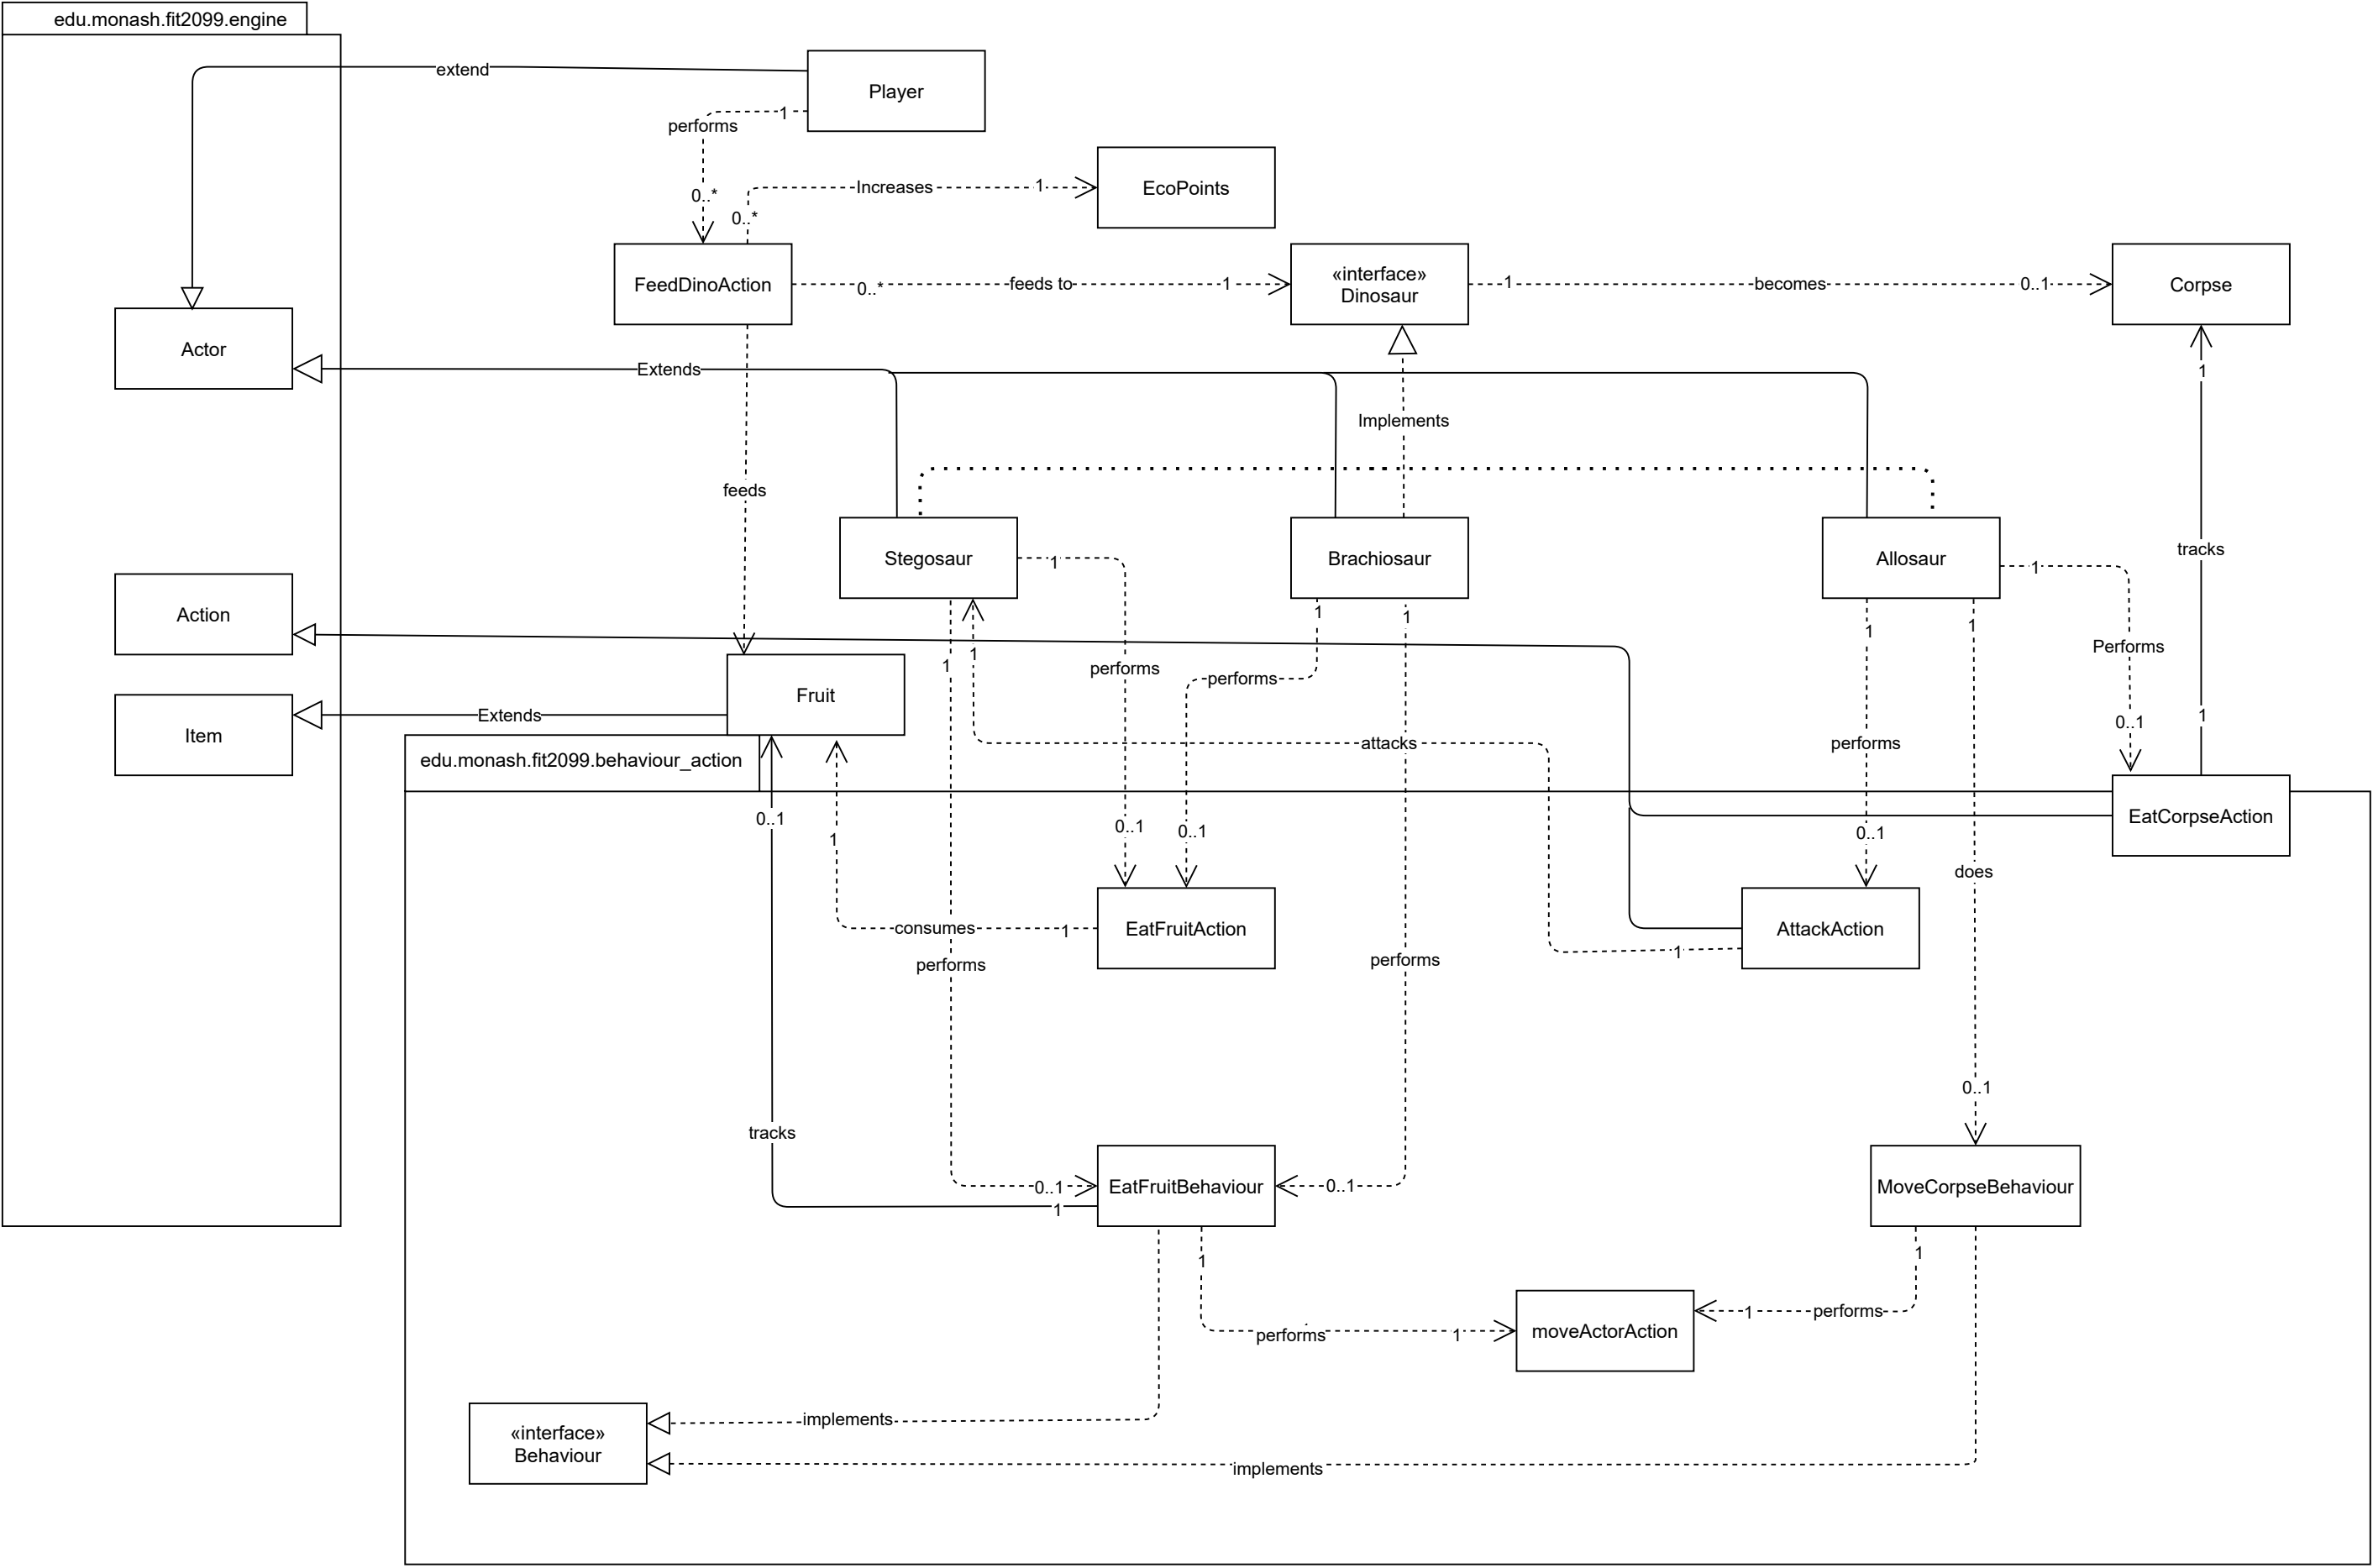 edu.monash.fit2099.engine
extend
Player
1
performs
0..*
EcoPoints
Increases
1
0..*
FeedDinoAction
0..*
feeds to
1
«interface»
Dinosaur
1
becomes
0..1
Corpse
Actor
Extends
1
Implements
feeds
tracks
Stegosaur
1
Brachiosaur
Allosaur
1
Action
1
1
1
1
Performs
1
1
performs
performs
Fruit
Extends
Item
attacks
performs
0..1
1
edu.monash.fit2099.behaviour_action
0..1
1
0..1
0..1
0..1
EatCorpseAction
does
consumes
1
EatFruitAction
AttackAction
1
performs
performs
0..1
tracks
0..1
1
EatFruitBehaviour
0..1
MoveCorpseBehaviour
1
1
performs
1
moveActorAction
1
performs
implements
«interface»
Behaviour
implements